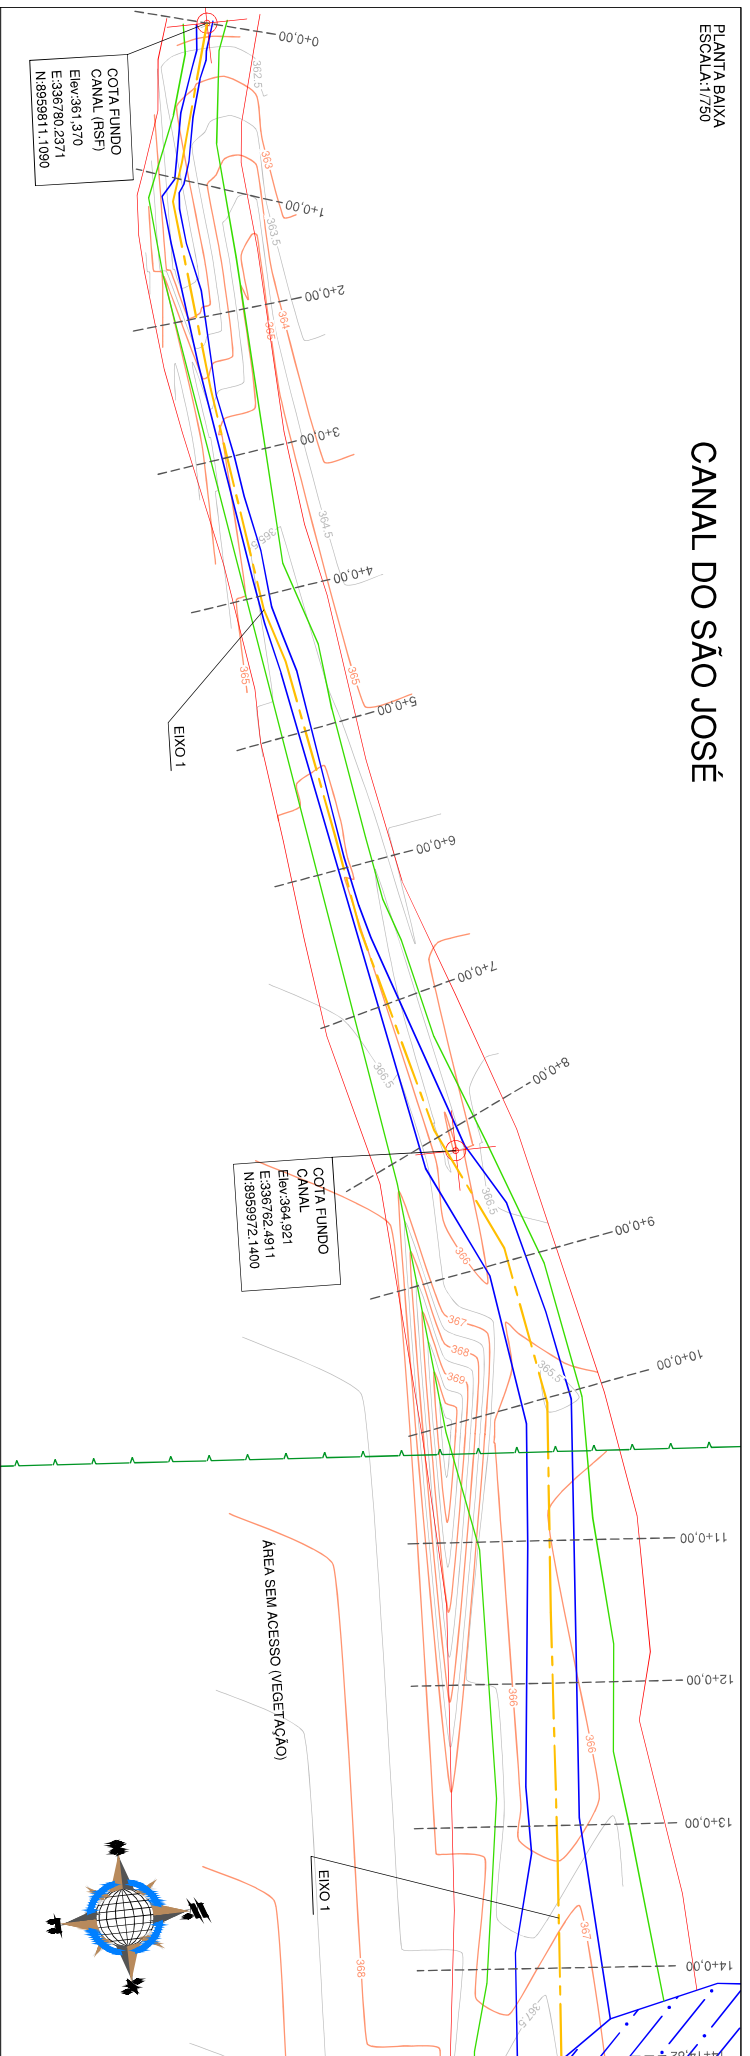 PLANTA BAIXA
ESCALA:1/750
CANAL DO SÃO JOSÉ
0+0,00
1+0,00
2+0,00
3+0,00
4+0,00
5+0,00
6+0,00
7+0,00
8+0,00
9+0,00
10+0,00
11+0,00
12+0,00
13+0,00
14+0,00
362.5
363
363.5
364
365
364.5
365.5
365
365
366.5
366.5
366
367
368
369
365.5
366
366
367
367.5
368
COTA FUNDO
CANAL (RSF)
Elev:361,370
E:336780.2371
N:8959811.1090
EIXO 1
COTA FUNDO
CANAL
Elev:364,921
E:336762.4911
N:8959972.1400
ÁREA SEM ACESSO (VEGETAÇÃO)
EIXO 1